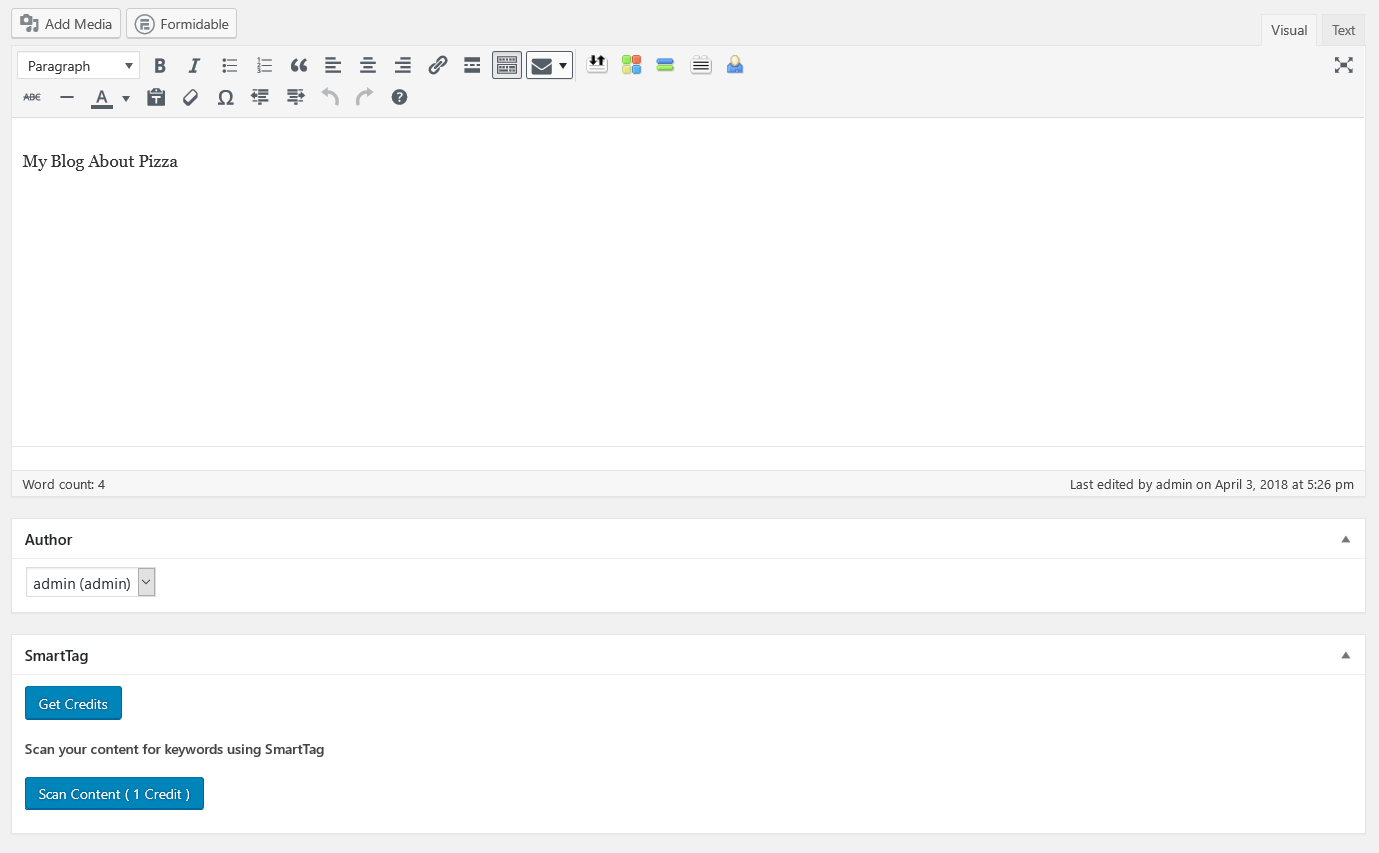 Add Media Formidable
Visual Text
Paragraph
ABC
My Blog About Pizza
Word count: 4 Last edited by admin on April 3, 2018 at 5:26 pm
Author
admin (admin)
SmartTag
Get Credits
Scan your content for keywords using SmartTag
Scan Content ( 1 Credit )